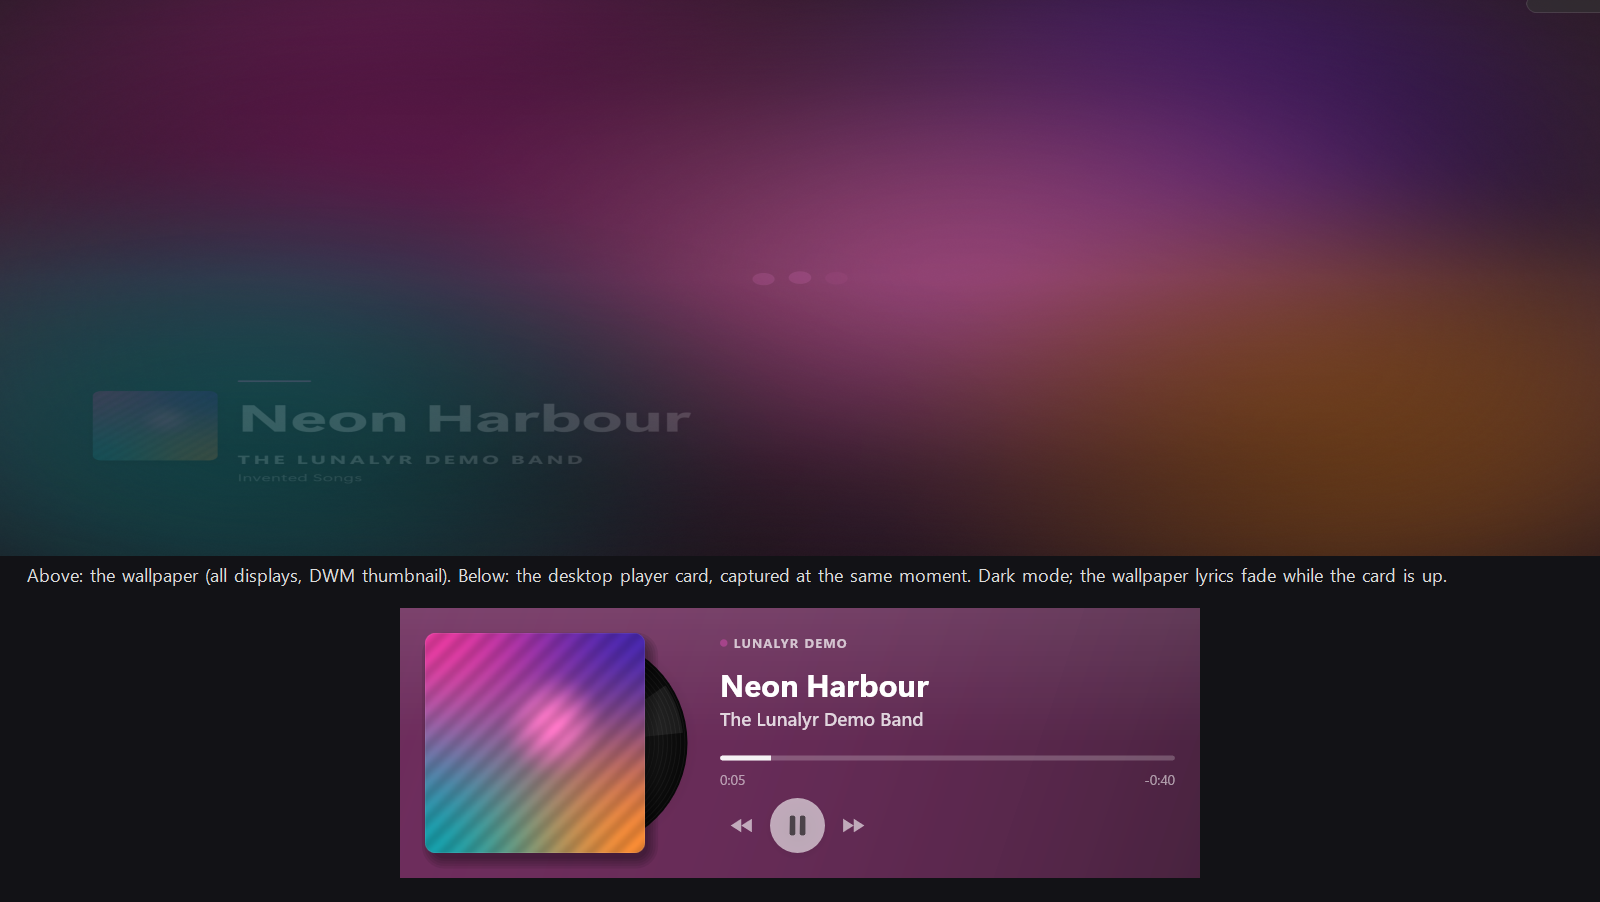 Neon Harbour
THE LUNALYR DEMO BAND
Invented Songs
Above: the wallpaper (all displays, DWM thumbnail). Below: the desktop player card, captured at the same moment. Dark mode; the wallpaper lyrics fade while the card is up.
LUNALYR DEMO
Neon Harbour
The Lunalyr Demo Band
0:05 -0:40